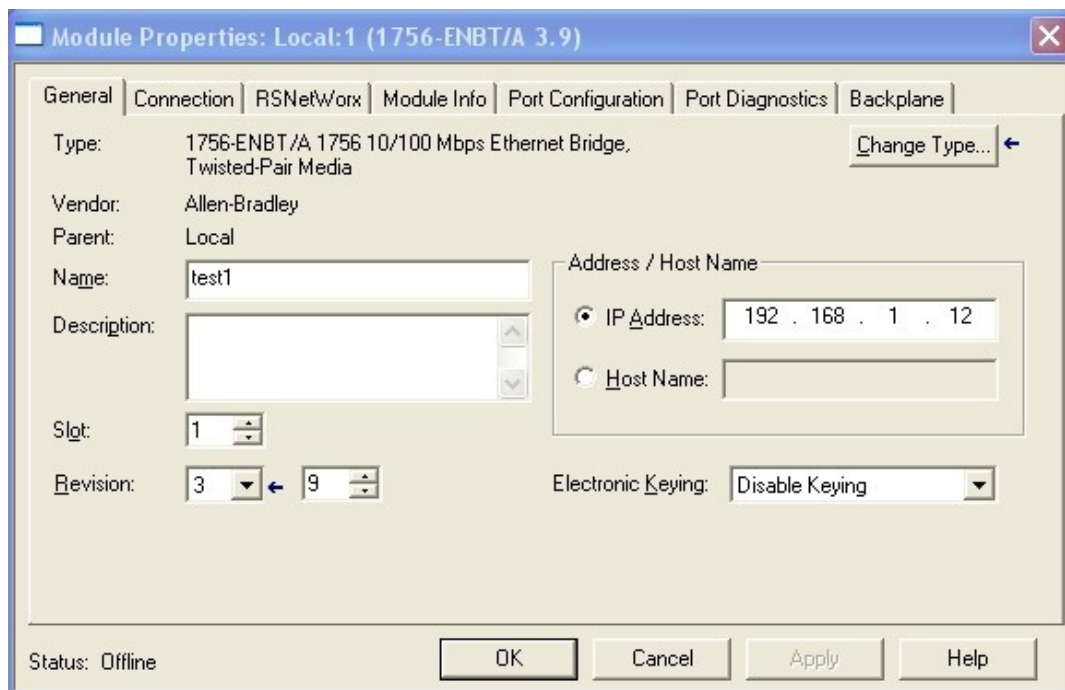 Module Properties: Local:1 (1756-ENBT/A 3.9)
General Connection RSNetWorx Module Info Port Configuration Port Diagnostics Backplane
Type: 1756-ENBT/A 1756 10/100 Mbps Ethernet Bridge, Change Type...
Twisted-Pair Media
Vendor: Allen-Bradley
Parent: Local
Name: test1
Description:
Slot: 1
Revision: 3 9
Address / Host Name
IP Address: 192 . 168 . 1 . 12
Host Name:
Electronic Keying: Disable Keying
Status: Offline OK Cancel Apply Help